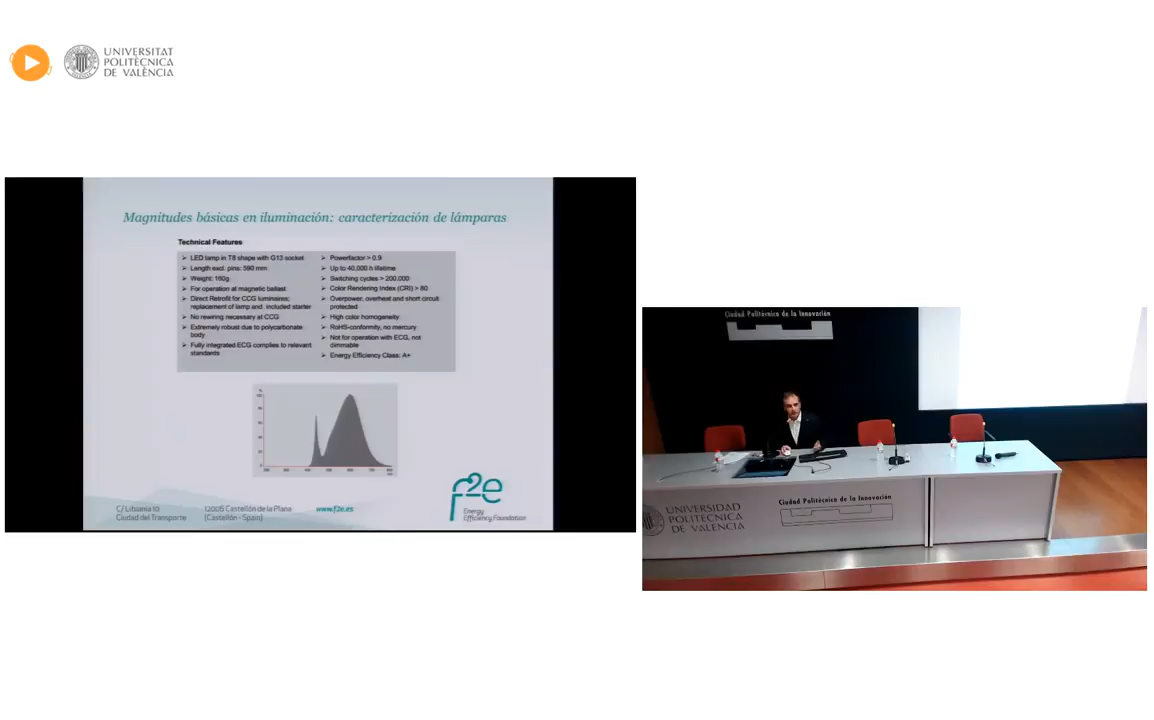 UNIVERSITAT
POLITÈCNICA
DE VALÈNCIA
Magnitudes básicas en iluminación: caracterización de lámparas
Technical Features
LED lamp in T8 shape with G13 socket
Length excl. pins: 590 mm
Weight: 160g
For operation at magnetic ballast
Direct Retrofit for CCG luminaires;
replacement of lamp and included starter
No rewiring necessary at CCG
Extremely robust due to polycarbonate
body
Fully integrated ECG complies to relevant
standards
Powerfactor > 0.9
Up to 40,000 h lifetime
Switching cycles > 200,000
Color Rendering Index (CRI) > 80
Overpower, overheat and short circuit
protected
High color homogeneity
RoHS-conformity, no mercury
Not for operation with ECG, not
dimmable
Energy Efficiency Class: A+
C/ Lituania 10
Ciudad del Transporte
12006 Castellón de la Plana
(Castellón - Spain)
www.f2e.es
f2e
Energy
Efficiency Foundation
Ciudad Politécnica de la Innovación
UNIVERSIDAD
POLITECNICA
DE VALENCIA
Ciudad Politécnica de la Innovación